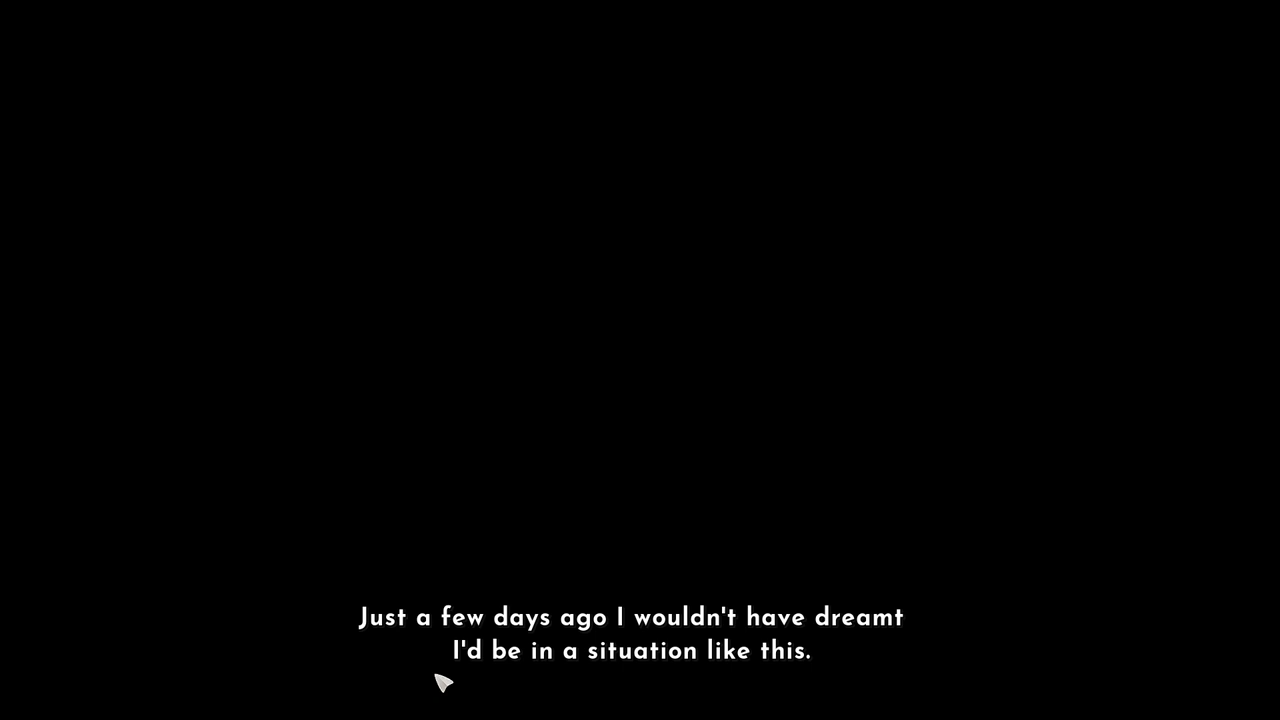 Just a few days ago I wouldn't have dreamt
I'd be in a situation like this.